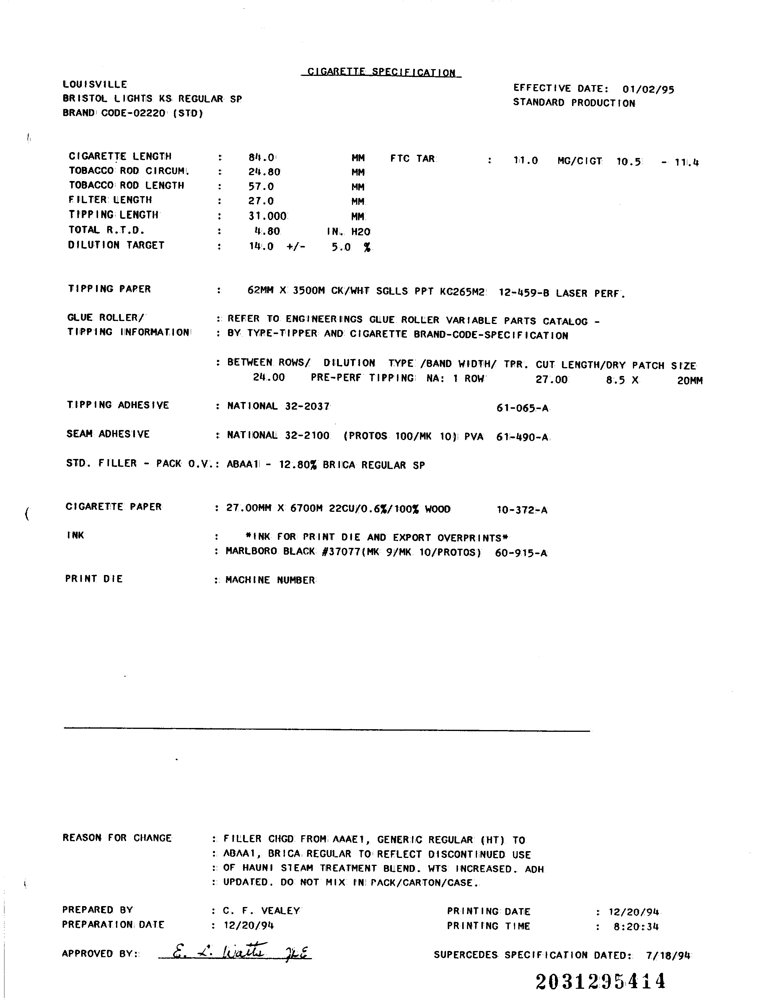 CIGARETTE SPECIFICATION
LOUISVILLE
EFFECTIVE DATE: 01/02/95
BRISTOL LIGHTS KS REGULAR SP
STANDARD PRODUCTION
BRAND CODE-02220 (STD)
CIGARETTE LENGTH : 84.0 MM FTC TAR : 11.0 MG/CIGT 10.5 - 11.4
TOBACCO ROD CIRCUM. : 24.80 MM
TOBACCO ROD LENGTH : 57.0 MM
FILTER LENGTH : 27.0 MM
TIPPING LENGTH : 31.000 MM
TOTAL R.T.D. : 4.80 IN. H2O
DILUTION TARGET : 14.0 +/- 5.0 %
TIPPING PAPER : 62MM X 3500M CK/WHT SGLLS PPT KC265M2 12-459-B LASER PERF.
GLUE ROLLER/ : REFER TO ENGINEERINGS GLUE ROLLER VARIABLE PARTS CATALOG -
TIPPING INFORMATION : BY TYPE-TIPPER AND CIGARETTE BRAND-CODE-SPECIFICATION
: BETWEEN ROWS/ DILUTION TYPE /BAND WIDTH/ TPR. CUT LENGTH/DRY PATCH SIZE
24.00 PRE-PERF TIPPING NA: 1 ROW 27.00 8.5 X 20MM
TIPPING ADHESIVE : NATIONAL 32-2037 61-065-A
SEAM ADHESIVE : NATIONAL 32-2100 (PROTOS 100/MK 10) PVA 61-490-A
STD. FILLER - PACK O.V.: ABAA1 - 12.80% BRICA REGULAR SP
CIGARETTE PAPER : 27.00MM X 6700M 22CU/0.6%/100% WOOD 10-372-A
INK : *INK FOR PRINT DIE AND EXPORT OVERPRINTS*
: MARLBORO BLACK #37077(MK 9/MK 10/PROTOS) 60-915-A
PRINT DIE : MACHINE NUMBER
REASON FOR CHANGE : FILLER CHGD FROM AAAE1, GENERIC REGULAR (HT) TO
: ABAA1, BRICA REGULAR TO REFLECT DISCONTINUED USE
: OF HAUNI STEAM TREATMENT BLEND. WTS INCREASED. ADH
: UPDATED. DO NOT MIX IN PACK/CARTON/CASE.
PREPARED BY : C. F. VEALEY PRINTING DATE : 12/20/94
PREPARATION DATE : 12/20/94 PRINTING TIME : 8:20:34
APPROVED BY: E. L. Watts SUPERCEDES SPECIFICATION DATED: 7/18/94
2031295414